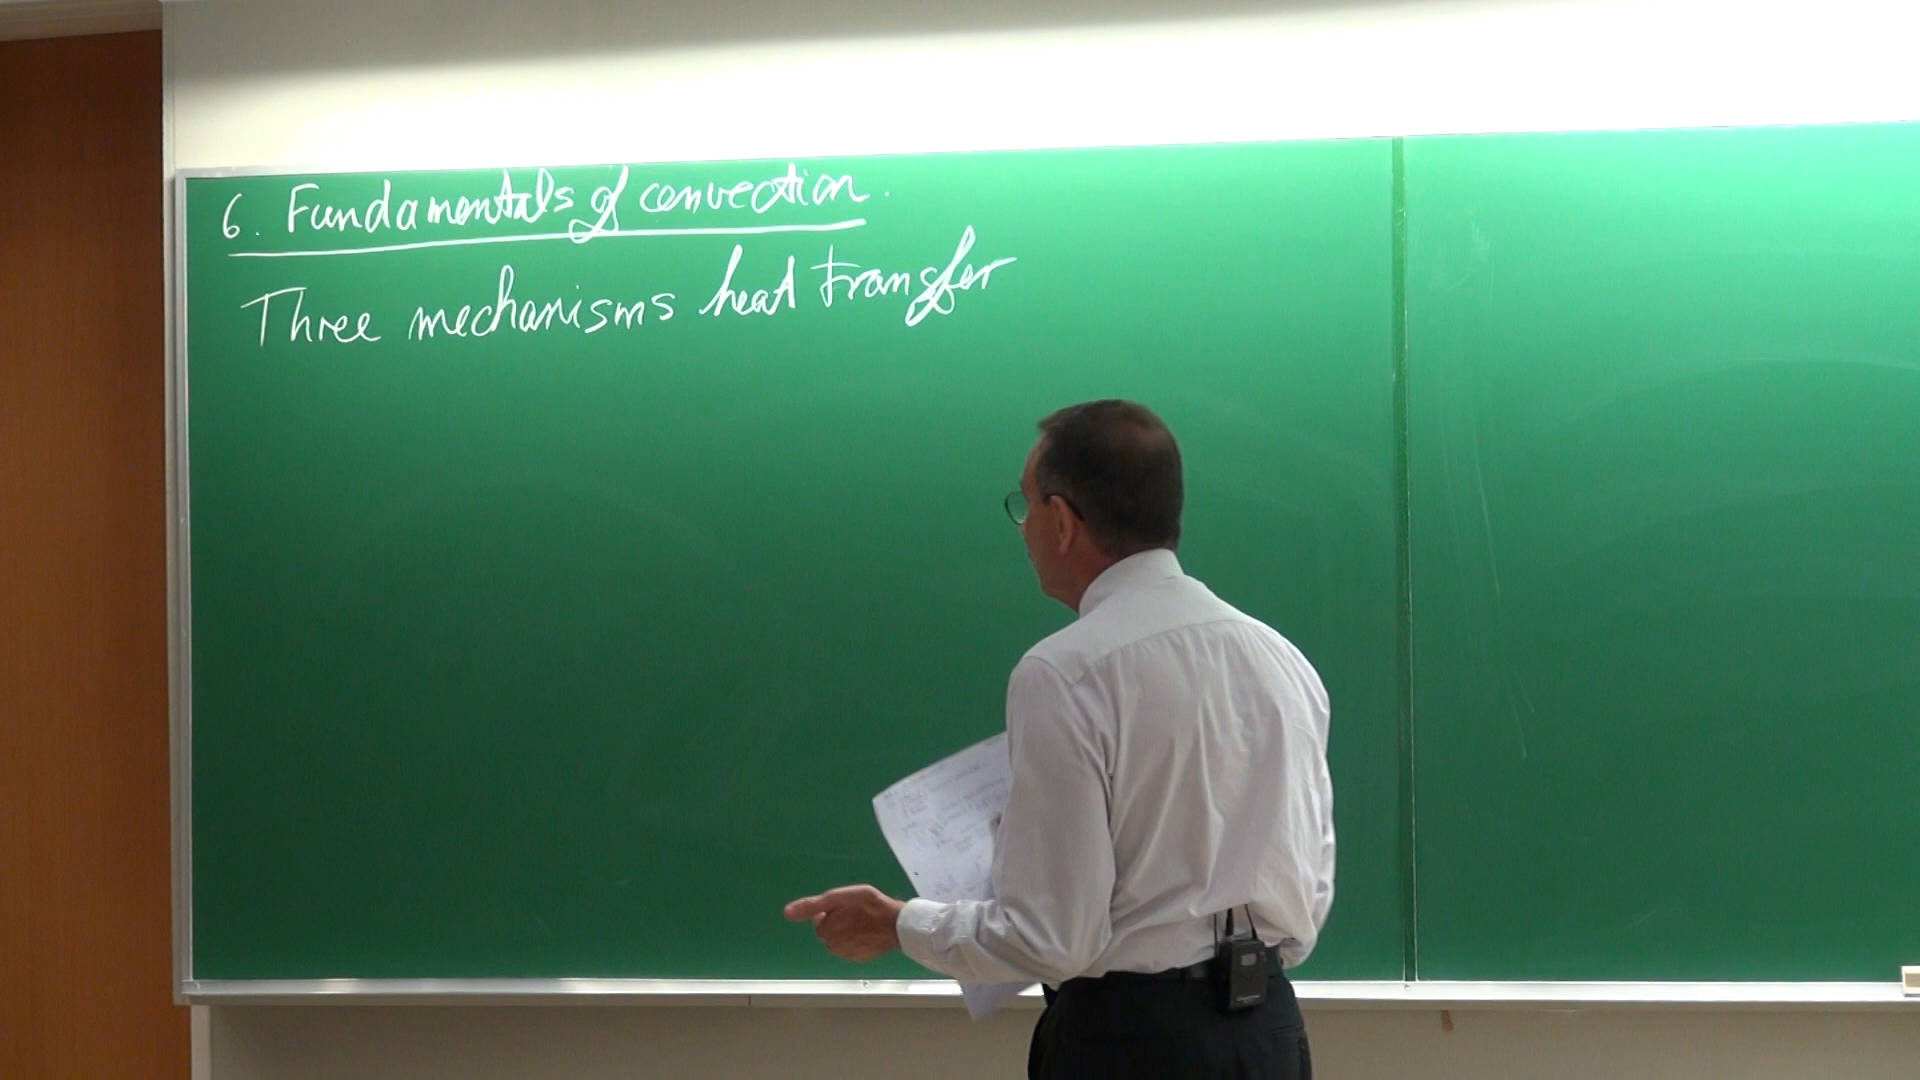 6. Fundamentals of convection.
Three mechanisms heat transfer